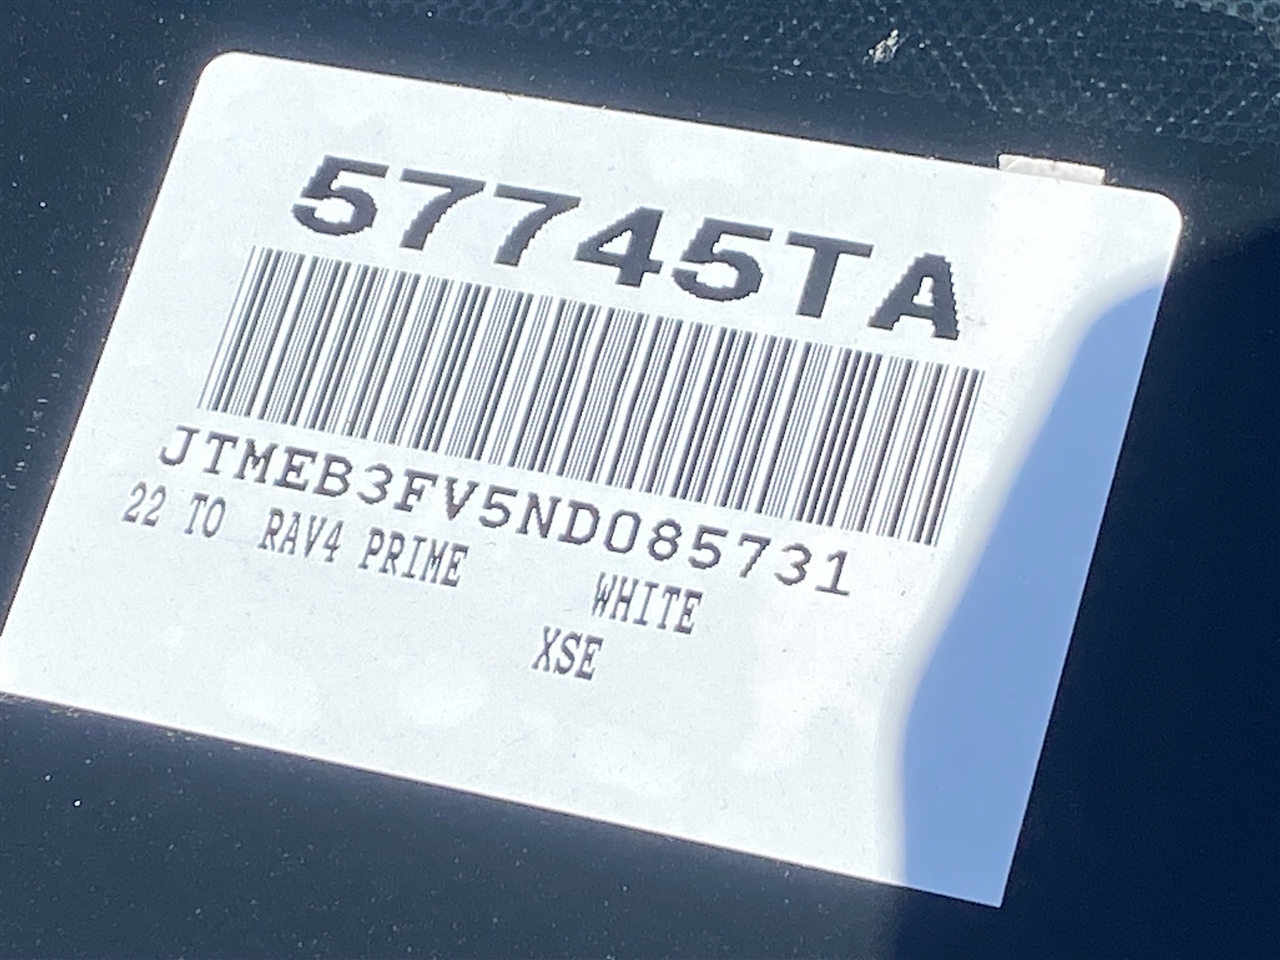 57745TA
JTMEB3FV5ND085731
22 TO RAV4 PRIME WHITE
XSE